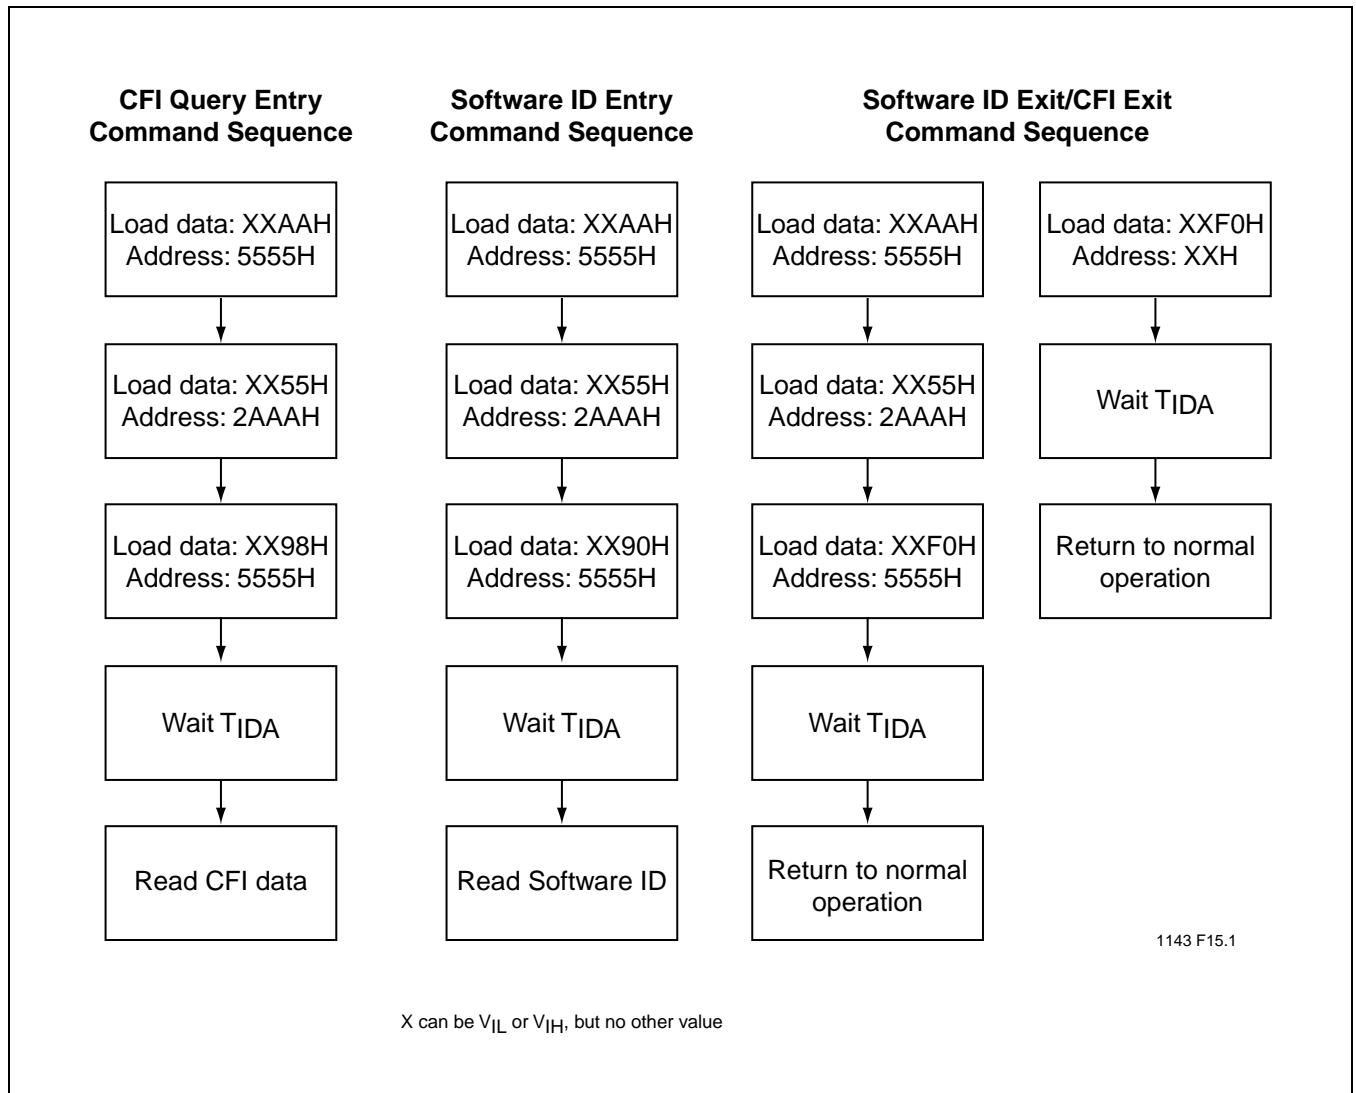 CFI Query Entry
Command Sequence
Load data: XXAAH
Address: 5555H
Load data: XX55H
Address: 2AAAH
Load data: XX98H
Address: 5555H
Wait TIDA
Read CFI data
Software ID Entry
Command Sequence
Load data: XXAAH
Address: 5555H
Load data: XX55H
Address: 2AAAH
Load data: XX90H
Address: 5555H
Wait TIDA
Read Software ID
Software ID Exit/CFI Exit
Command Sequence
Load data: XXAAH
Address: 5555H
Load data: XX55H
Address: 2AAAH
Load data: XXF0H
Address: 5555H
Wait TIDA
Return to normal
operation
Load data: XXF0H
Address: XXH
Wait TIDA
Return to normal
operation
1143 F15.1
X can be VIL or VIH, but no other value